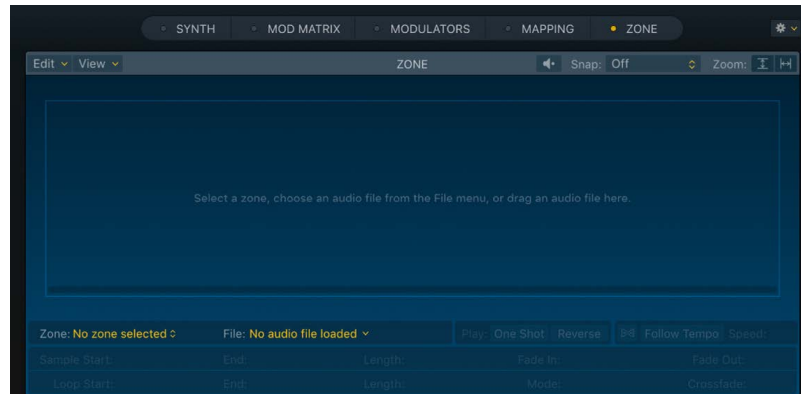 SYNTH MOD MATRIX MODULATORS MAPPING ZONE
Edit View ZONE Snap: Off Zoom:
Select a zone, choose an audio file from the File menu, or drag an audio file here.
Zone: No zone selected File: No audio file loaded Play: One Shot Reverse Follow Tempo Speed:
Sample Start: End: Length: Fade In: Fade Out:
Loop Start: End: Length: Mode: Crossfade: